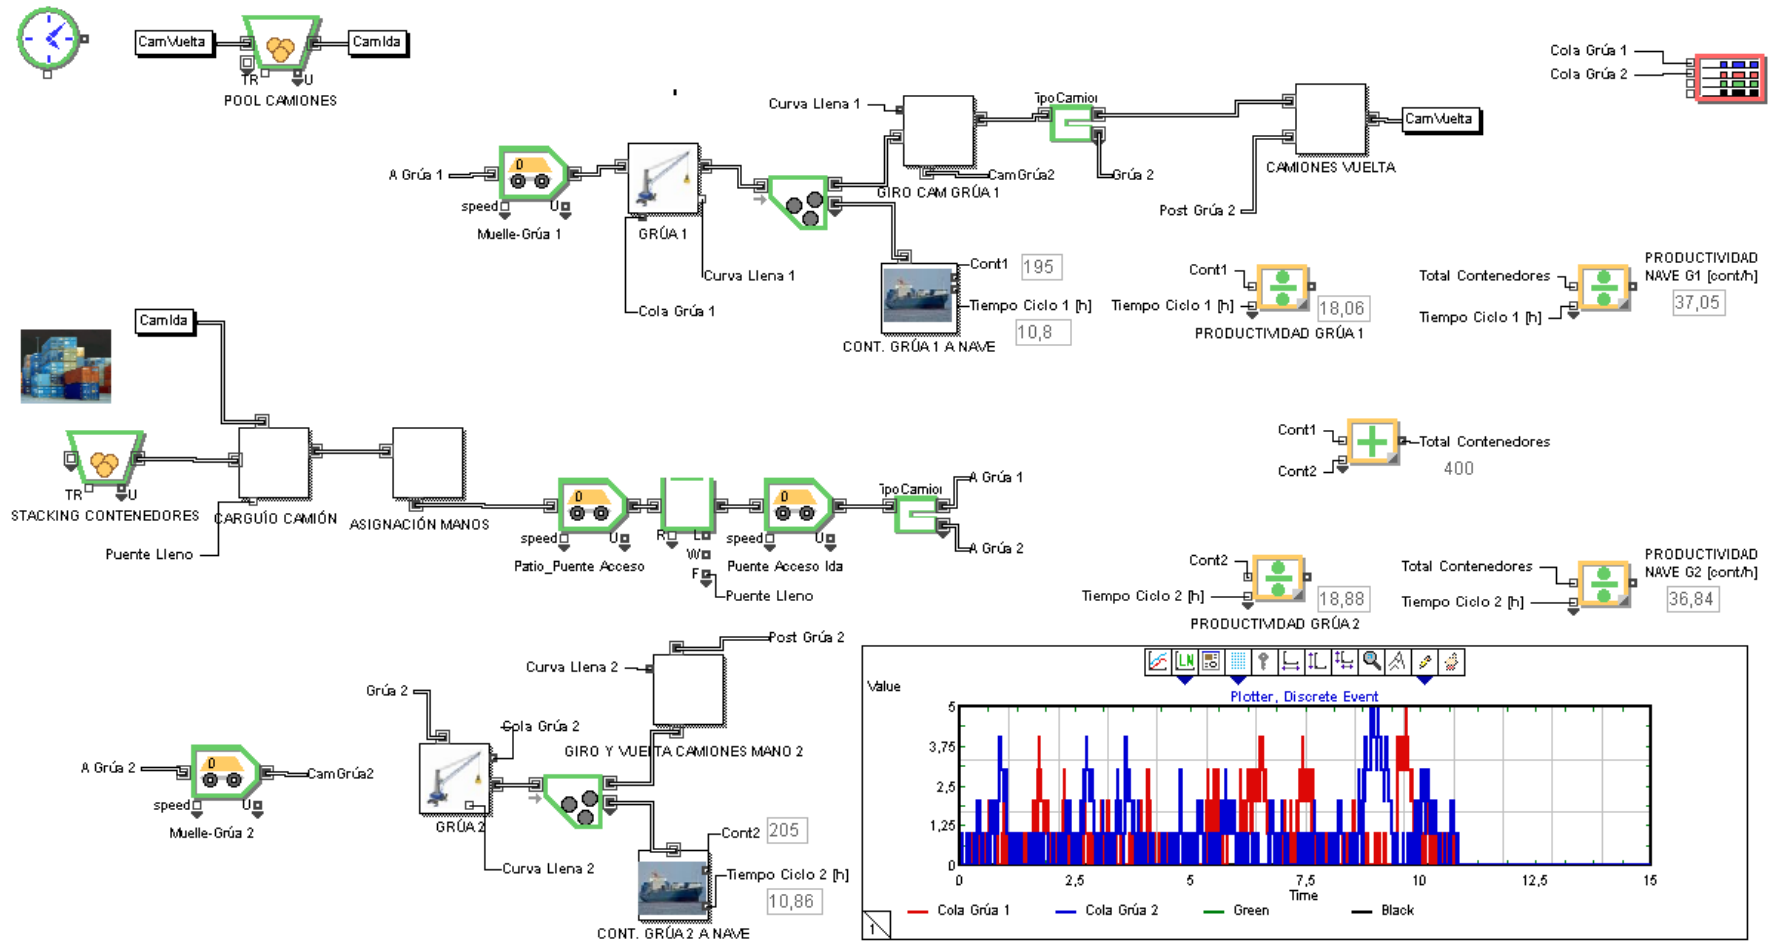 CamVuelta
CamIda
TR
U
POOL CAMIONES
Cola Grúa 1
Cola Grúa 2
Curva Llena 1
TipoCamion
CamVuelta
A Grúa 1
0
speed
U
Muelle-Grúa 1
GRÚA 1
GIRO CAM GRÚA 1
CamGrúa2
Grúa 2
CAMIONES VUELTA
Post Grúa 2
Curva Llena 1
Cola Grúa 1
Cont1
195
Tiempo Ciclo 1 [h]
10,8
CONT. GRÚA 1 A NAVE
Cont1
Tiempo Ciclo 1 [h]
18,06
PRODUCTIVIDAD GRÚA 1
Total Contenedores
Tiempo Ciclo 1 [h]
PRODUCTIVIDAD
NAVE G1 [cont/h]
37,05
CamIda
TR
U
STACKING CONTENEDORES
CARGUÍO CAMIÓN
ASIGNACIÓN MANOS
Puente Lleno
0
speed
U
Patio_Puente Acceso
R
L
W
F
Puente Lleno
0
speed
U
Puente Acceso Ida
TipoCamion
A Grúa 1
A Grúa 2
Cont1
Cont2
Total Contenedores
400
Cont2
Tiempo Ciclo 2 [h]
18,88
PRODUCTIVIDAD GRÚA 2
Total Contenedores
Tiempo Ciclo 2 [h]
PRODUCTIVIDAD
NAVE G2 [cont/h]
36,84
Post Grúa 2
Curva Llena 2
Grúa 2
Cola Grúa 2
GIRO Y VUELTA CAMIONES MANO 2
A Grúa 2
0
CamGrúa2
speed
U
Muelle-Grúa 2
GRÚA 2
Curva Llena 2
Cont2
205
Tiempo Ciclo 2 [h]
10,86
CONT. GRÚA 2 A NAVE
LN
Value
Plotter, Discrete Event
5
3,75
2,5
1,25
0
0
2,5
5
7,5
10
12,5
15
Time
Cola Grúa 1
Cola Grúa 2
Green
Black
1